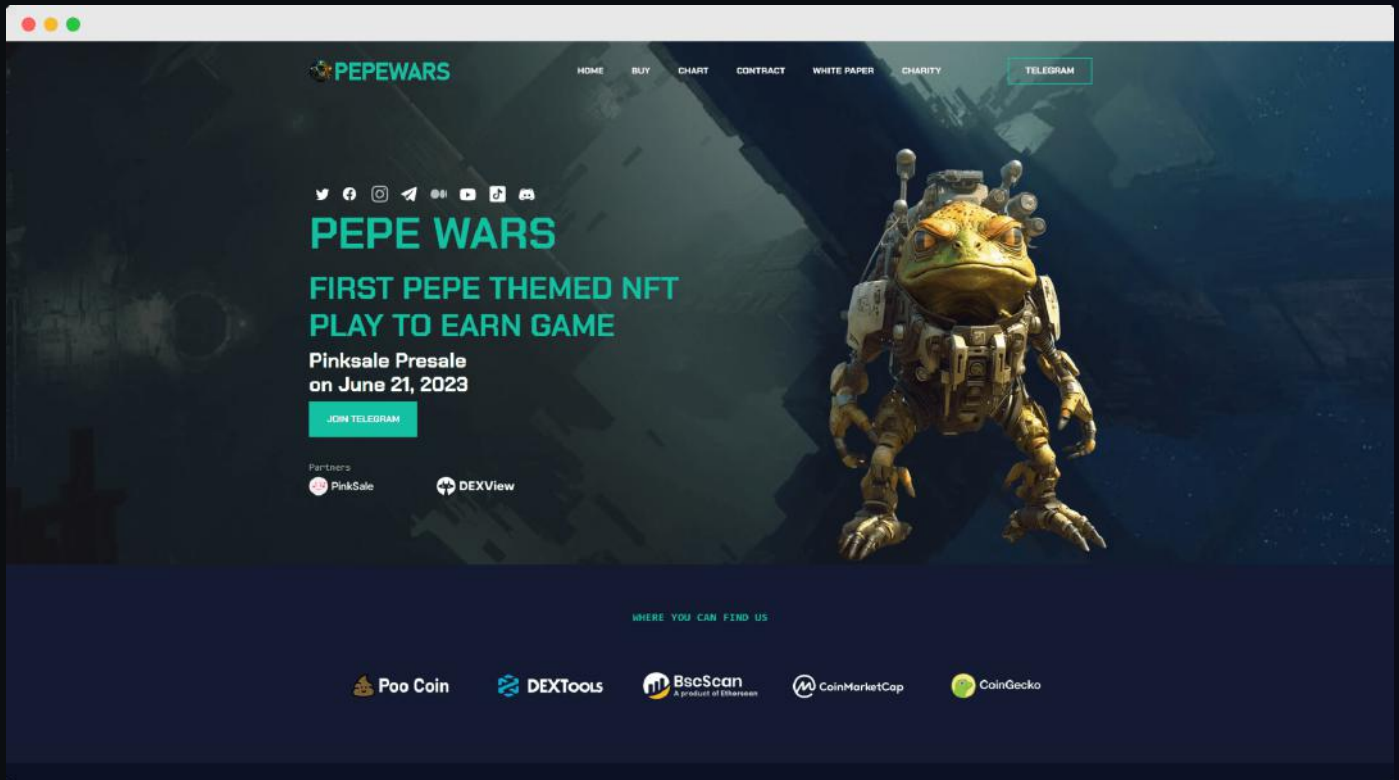 PEPEWARS
HOME BUY CHART CONTRACT WHITE PAPER CHARITY TELEGRAM
PEPE WARS
FIRST PEPE THEMED NFT
PLAY TO EARN GAME
Pinksale Presale
on June 21, 2023
JOIN TELEGRAM
Partners
PinkSale DEXView
WHERE YOU CAN FIND US
Poo Coin DEXTools BscScan CoinMarketCap CoinGecko
A product of Etherscan